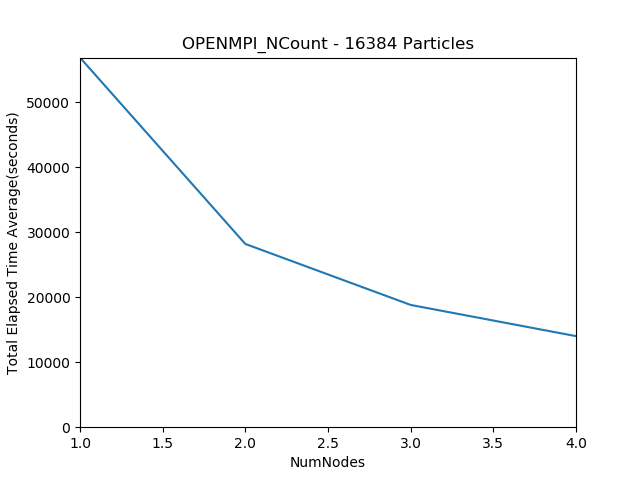 OPENMPI_NCount - 16384 Particles
Total Elapsed Time Average(seconds)
50000
40000
30000
20000
10000
0
1.0 1.5 2.0 2.5 3.0 3.5 4.0
NumNodes